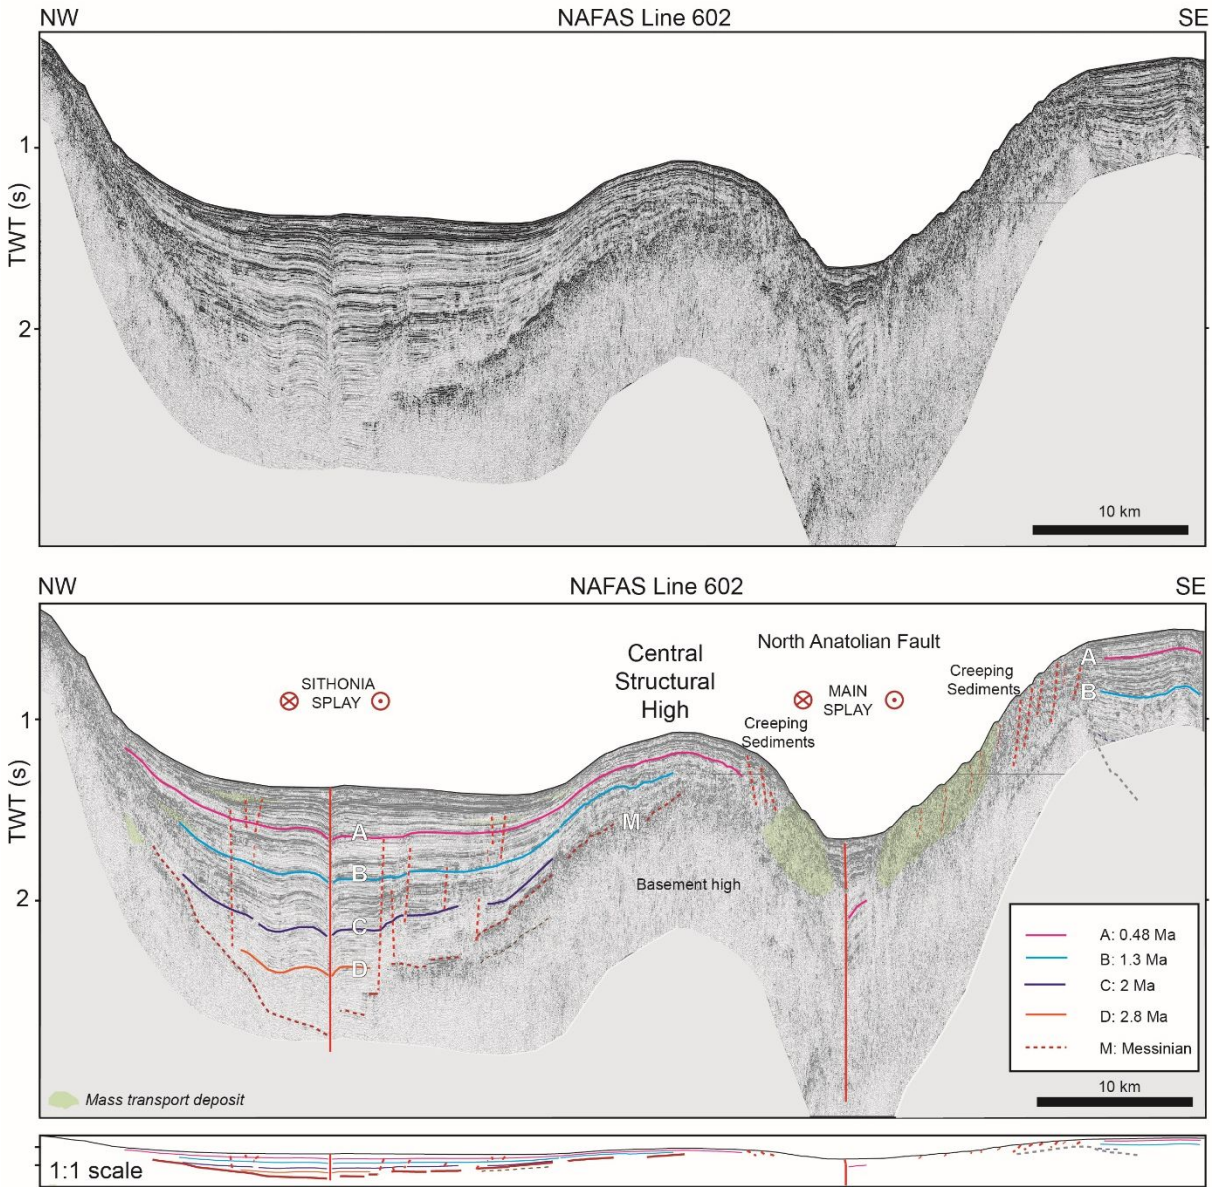 NW
NAFAS Line 602
SE
1
TWT (s)
2
10 km
NW
NAFAS Line 602
SE
SITHONIA
SPLAY
Central
Structural
High
North Anatolian Fault
MAIN
SPLAY
Creeping
Sediments
Creeping
Sediments
1
TWT (s)
2
A
B
C
D
M
A
B
Basement high
A: 0.48 Ma
B: 1.3 Ma
C: 2 Ma
D: 2.8 Ma
M: Messinian
Mass transport deposit
10 km
1:1 scale